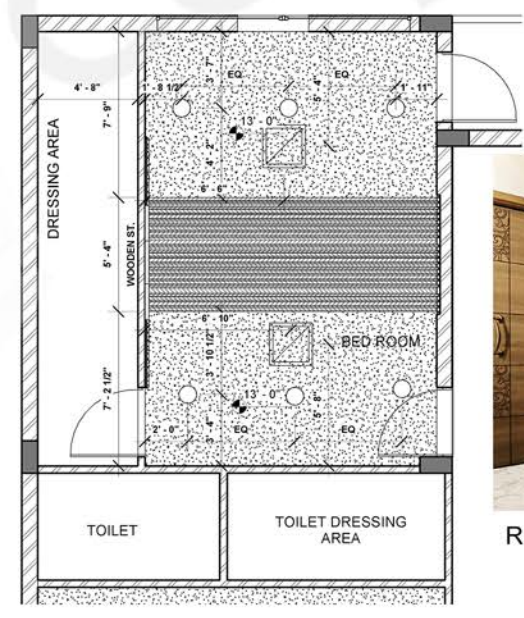 3' - 7"
EQ
EQ
5' - 4"
4' - 8"
1' - 8 1/2"
1' - 11"
7' - 9"
13' 0"
4' - 2"
DRESSING AREA
6' - 6"
5' - 4"
WOODEN ST.
6' - 10"
BED ROOM
3' - 10 1/2"
7' - 2 1/2"
13' 0"
5' - 8"
2' - 0"
3' - 4"
EQ
EQ
TOILET
TOILET DRESSING
AREA
R